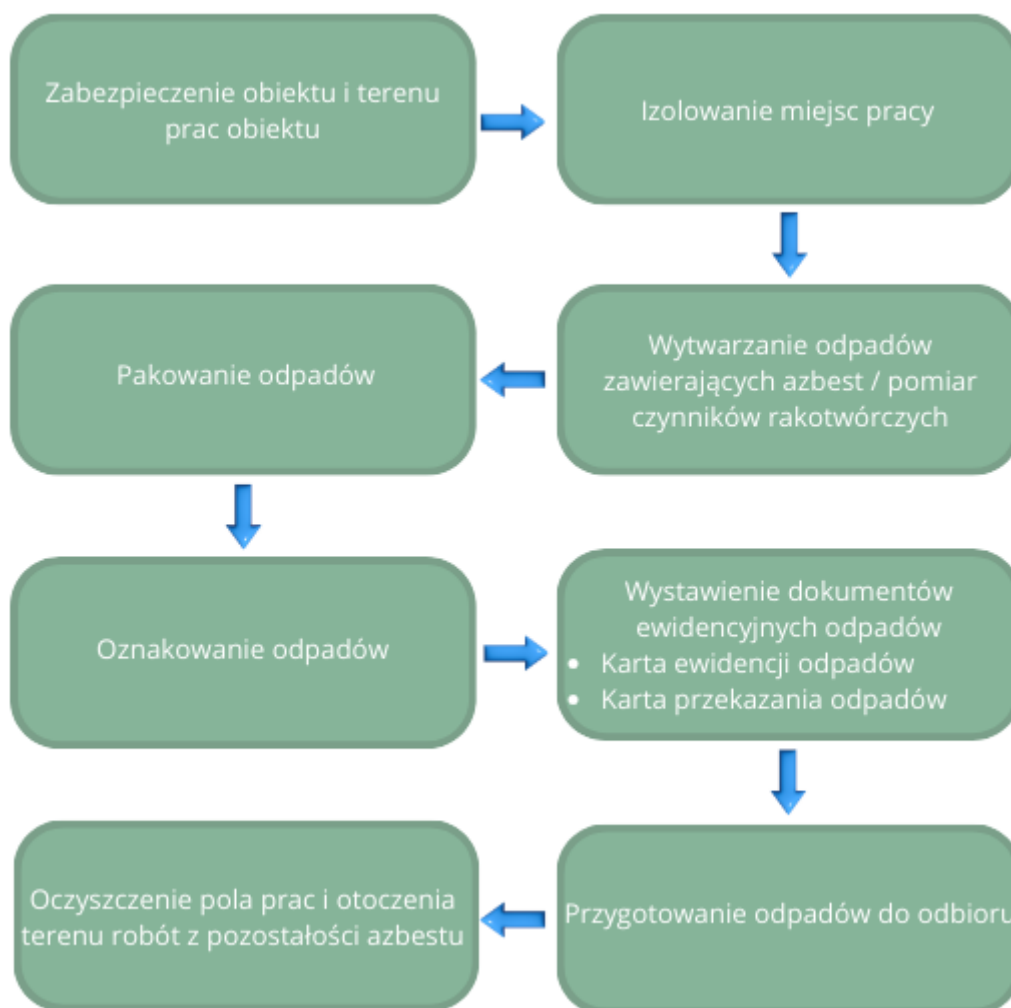 Zabezpieczenie obiektu i terenu
prac obiektu
Izolowanie miejsc pracy
Wytwarzanie odpadów
zawierających azbest / pomiar
czynników rakotwórczych
Pakowanie odpadów
Oznakowanie odpadów
Wystawienie dokumentów
ewidencyjnych odpadów
• Karta ewidencji odpadów
• Karta przekazania odpadów
Przygotowanie odpadów do odbioru
Oczyszczenie pola prac i otoczenia
terenu robót z pozostałości azbestu